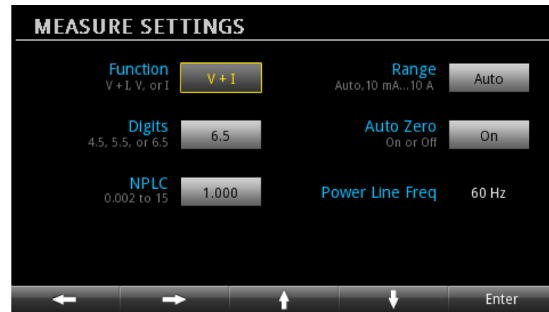 MEASURE SETTINGS
Function
V + I, V, or I
V + I
Range
Auto,10 mA...10 A
Auto
Digits
4.5, 5.5, or 6.5
6.5
Auto Zero
On or Off
On
NPLC
0.002 to 15
1.000
Power Line Freq
60 Hz
Enter